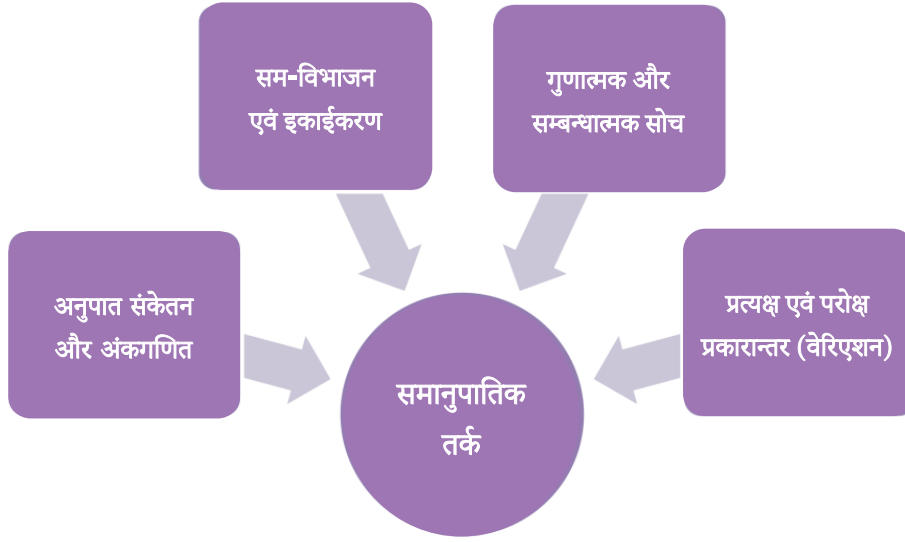 सम-विभाजन
एवं इकाईकरण
गुणात्मक और
सम्बन्धात्मक सोच
अनुपात संकेतन
और अंकगणित
प्रत्यक्ष एवं परोक्ष
प्रकारान्तर (वेरिएशन)
समानुपातिक
तर्क